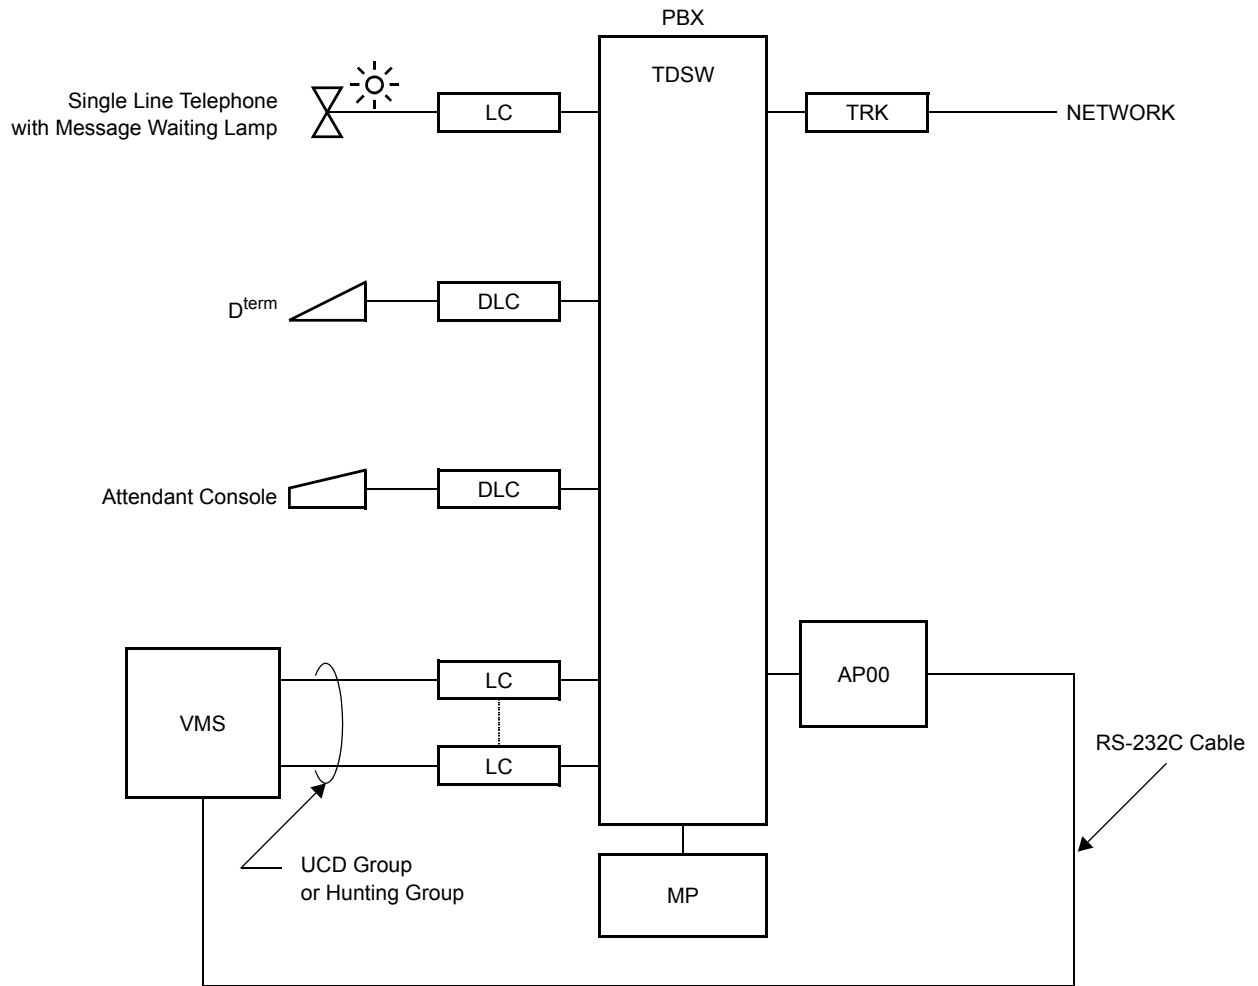 PBX
TDSW
Single Line Telephone
with Message Waiting Lamp
LC
TRK
NETWORK
Dterm
DLC
Attendant Console
DLC
VMS
LC
LC
AP00
RS-232C Cable
UCD Group
or Hunting Group
MP